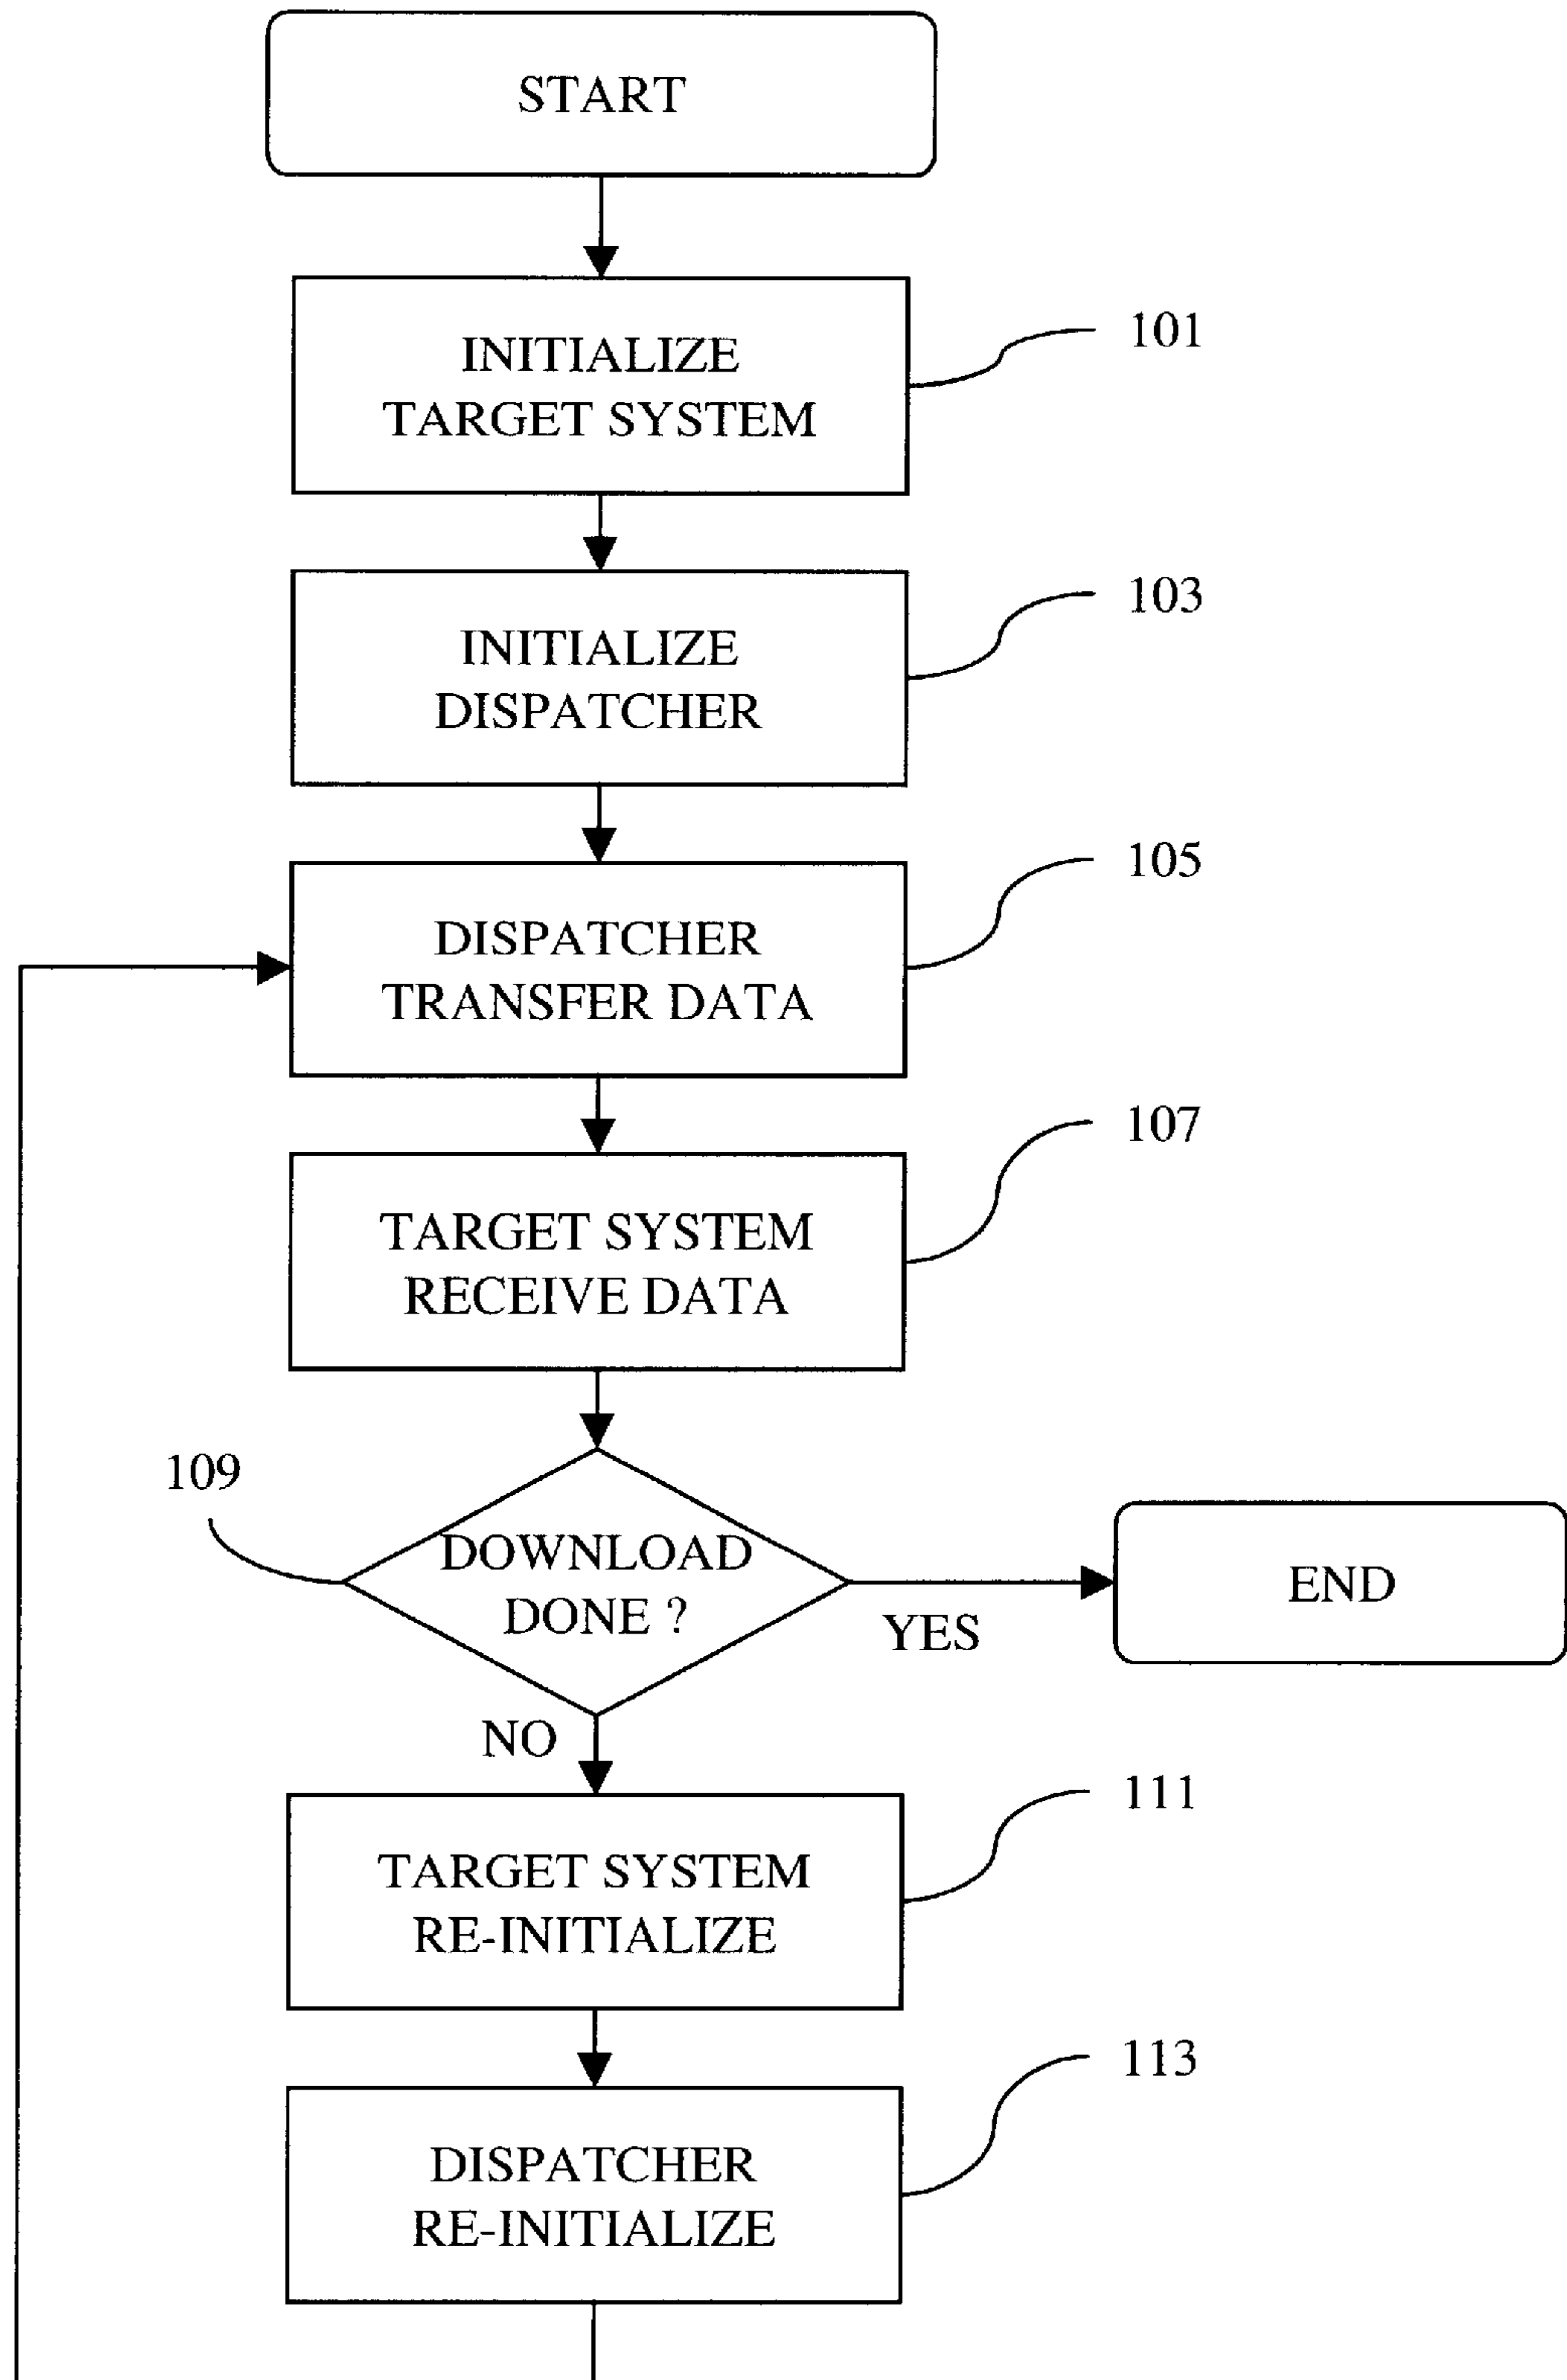 START
INITIALIZE
TARGET SYSTEM
101
INITIALIZE
DISPATCHER
103
DISPATCHER
TRANSFER DATA
105
TARGET SYSTEM
RECEIVE DATA
107
109
DOWNLOAD
DONE ?
YES
END
NO
TARGET SYSTEM
RE-INITIALIZE
111
DISPATCHER
RE-INITIALIZE
113